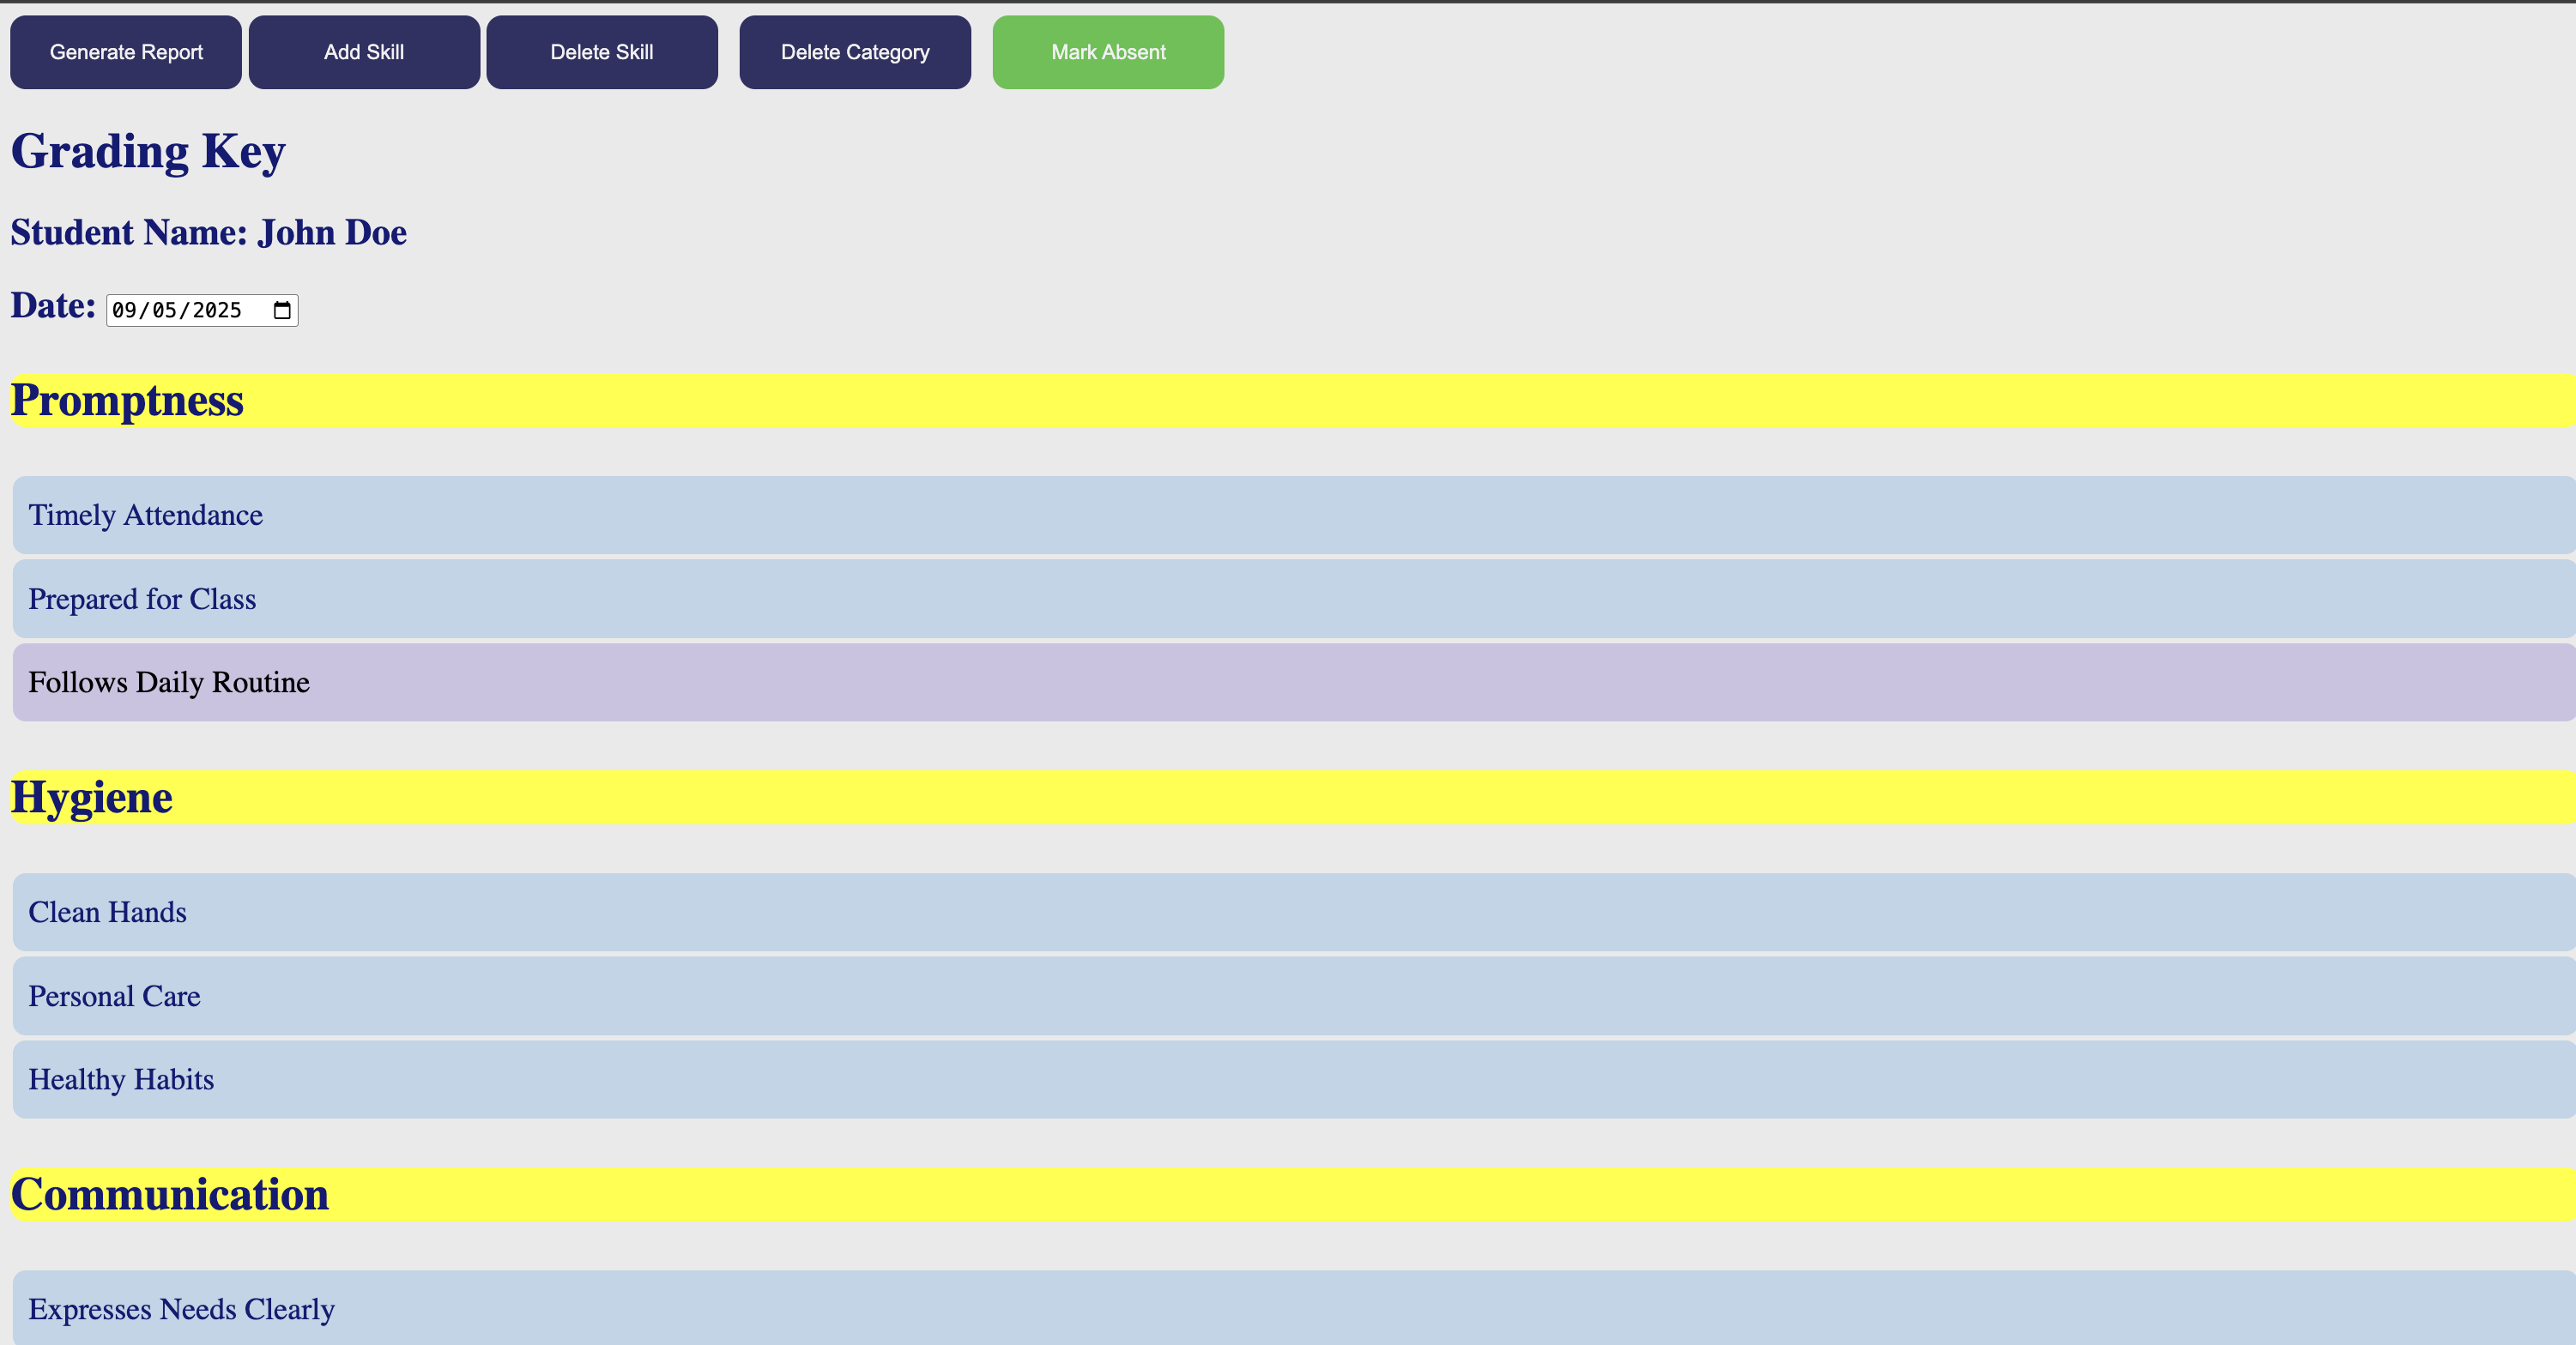 Generate Report Add Skill Delete Skill Delete Category Mark Absent
Grading Key
Student Name: John Doe
Date: 09/05/2025
Promptness
Timely Attendance
Prepared for Class
Follows Daily Routine
Hygiene
Clean Hands
Personal Care
Healthy Habits
Communication
Expresses Needs Clearly